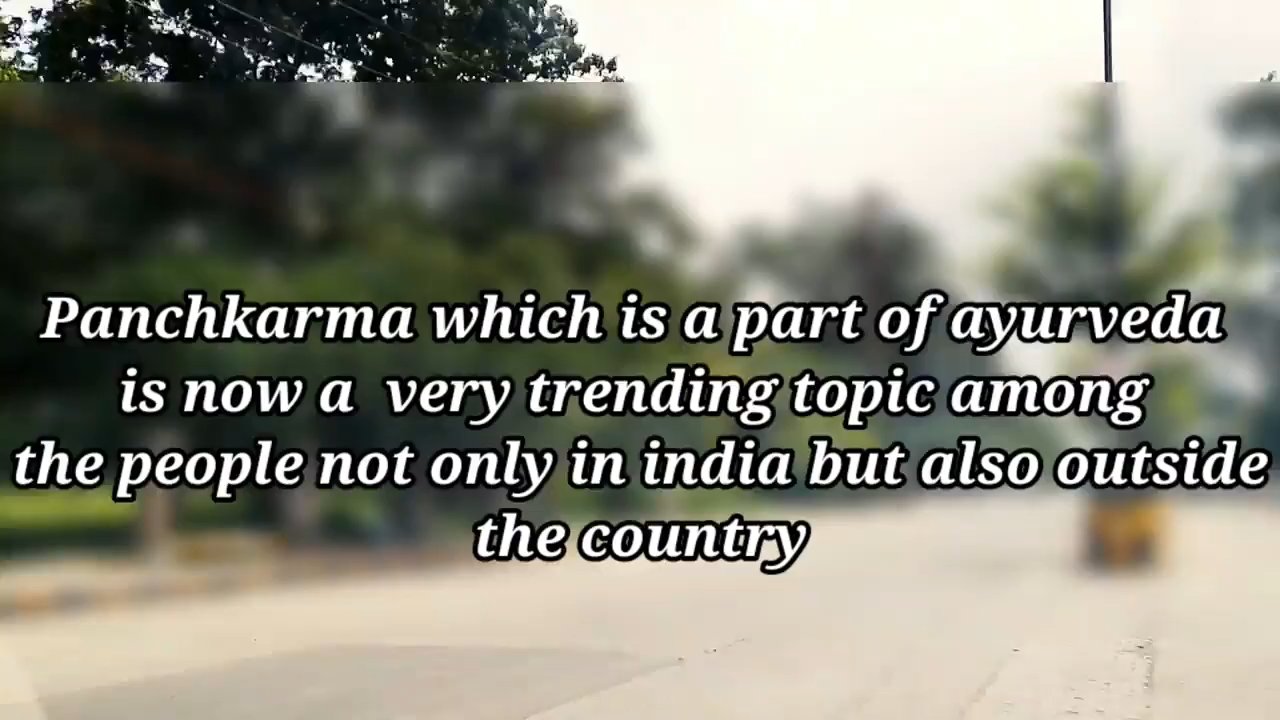 Panchkarma which is a part of ayurveda
is now a very trending topic among
the people not only in india but also outside
the country